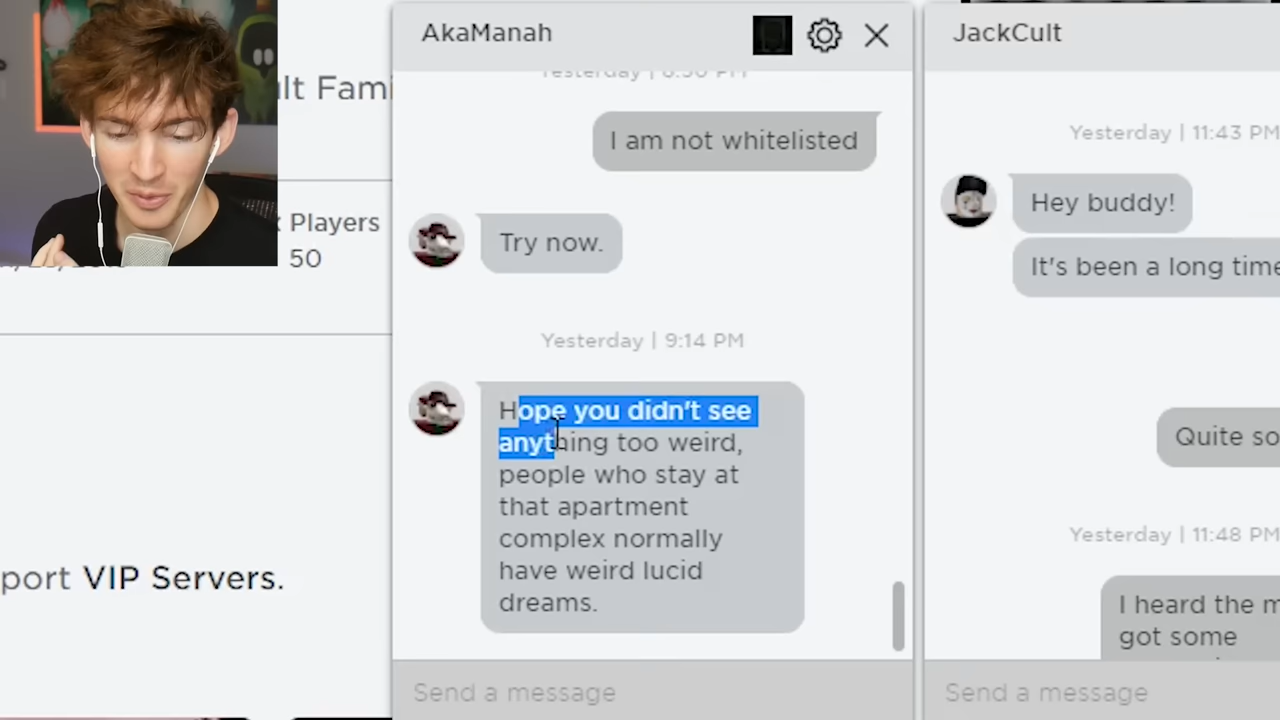 AkaManah
I am not whitelisted
Try now.
Yesterday | 9:14 PM
Hope you didn't see
anything too weird,
people who stay at
that apartment
complex normally
have weird lucid
dreams.
Send a message
JackCult
Yesterday | 11:43 PM
Hey buddy!
It's been a long time
Quite so
Yesterday | 11:48 PM
I heard the m
got some
Send a message
ult Fami
Players
50
port VIP Servers.